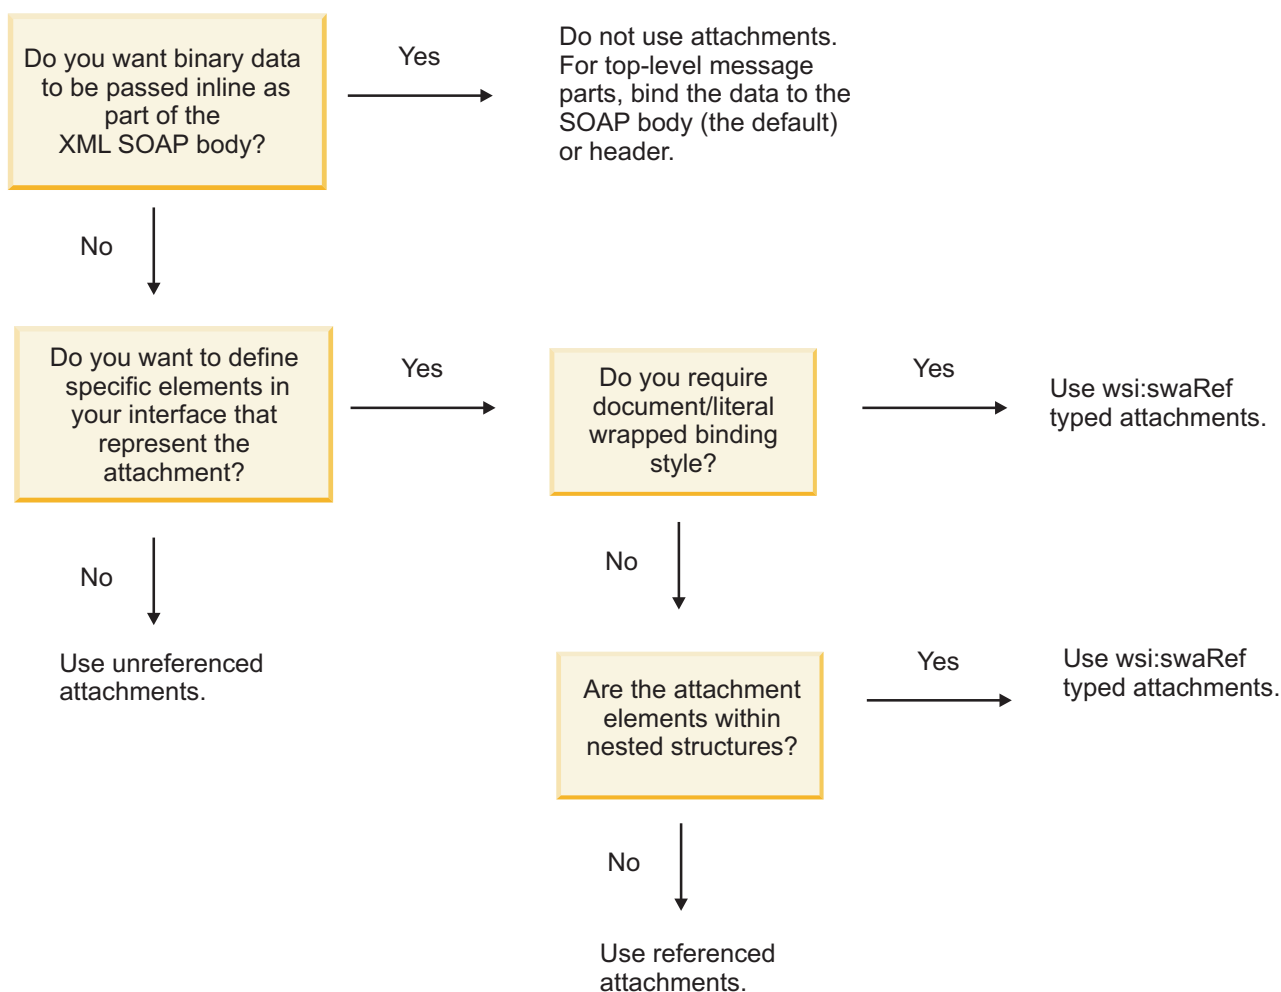 Do you want binary data
to be passed inline as
part of the
XML SOAP body?
Yes
Do not use attachments.
For top-level message
parts, bind the data to the
SOAP body (the default)
or header.
No
Do you want to define
specific elements in
your interface that
represent the
attachment?
Yes
Do you require
document/literal
wrapped binding
style?
Yes
Use wsi:swaRef
typed attachments.
No
Use unreferenced
attachments.
No
Are the attachment
elements within
nested structures?
Yes
Use wsi:swaRef
typed attachments.
No
Use referenced
attachments.